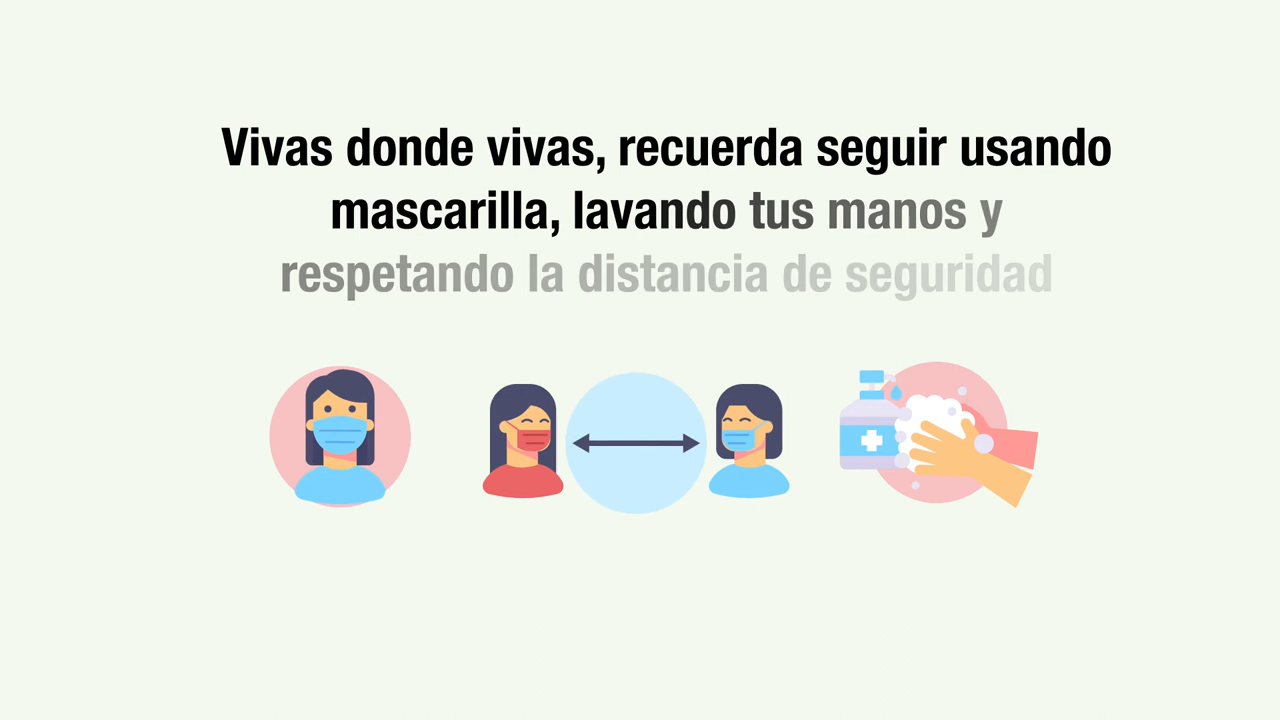 Vivas donde vivas, recuerda seguir usando
mascarilla, lavando tus manos y
respetando la distancia de seguridad